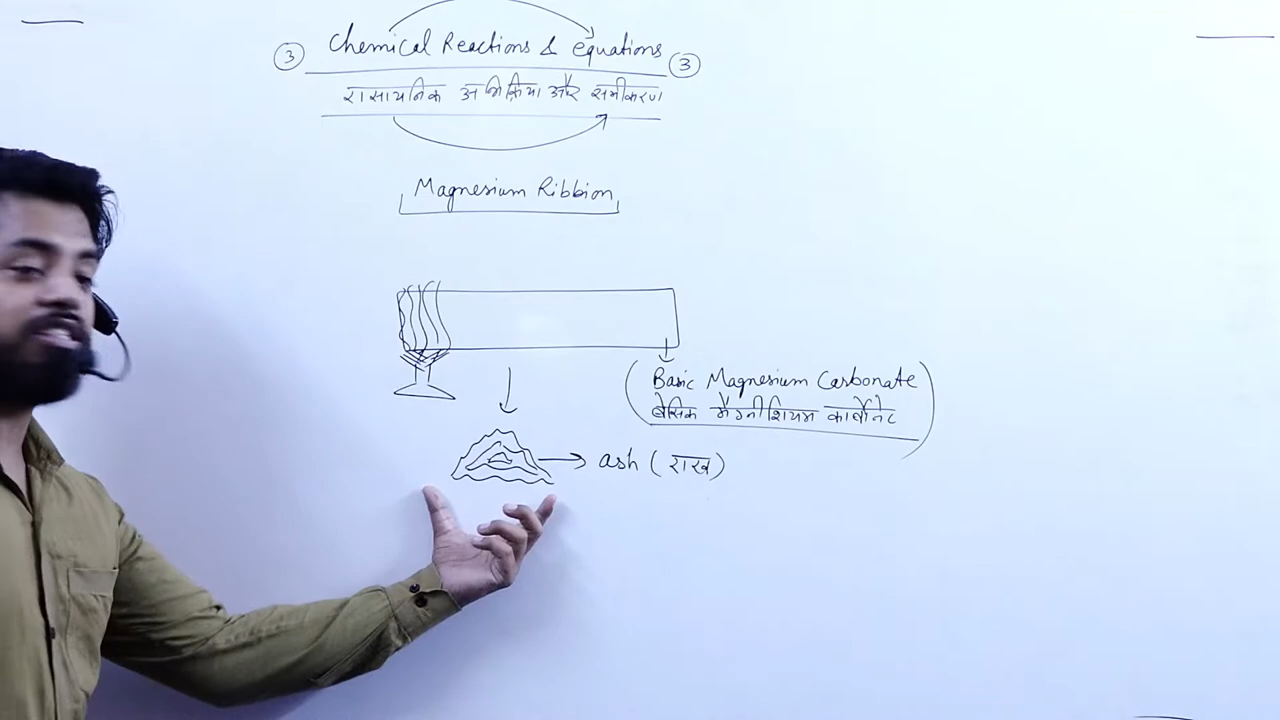 ③ Chemical Reactions & equations ③
रासायनिक अभिक्रिया और समीकरण
Magnesium Ribbion
Basic Magnesium Carbonate
बेसिक मैग्नीशियम कार्बोनेट
ash (राख)